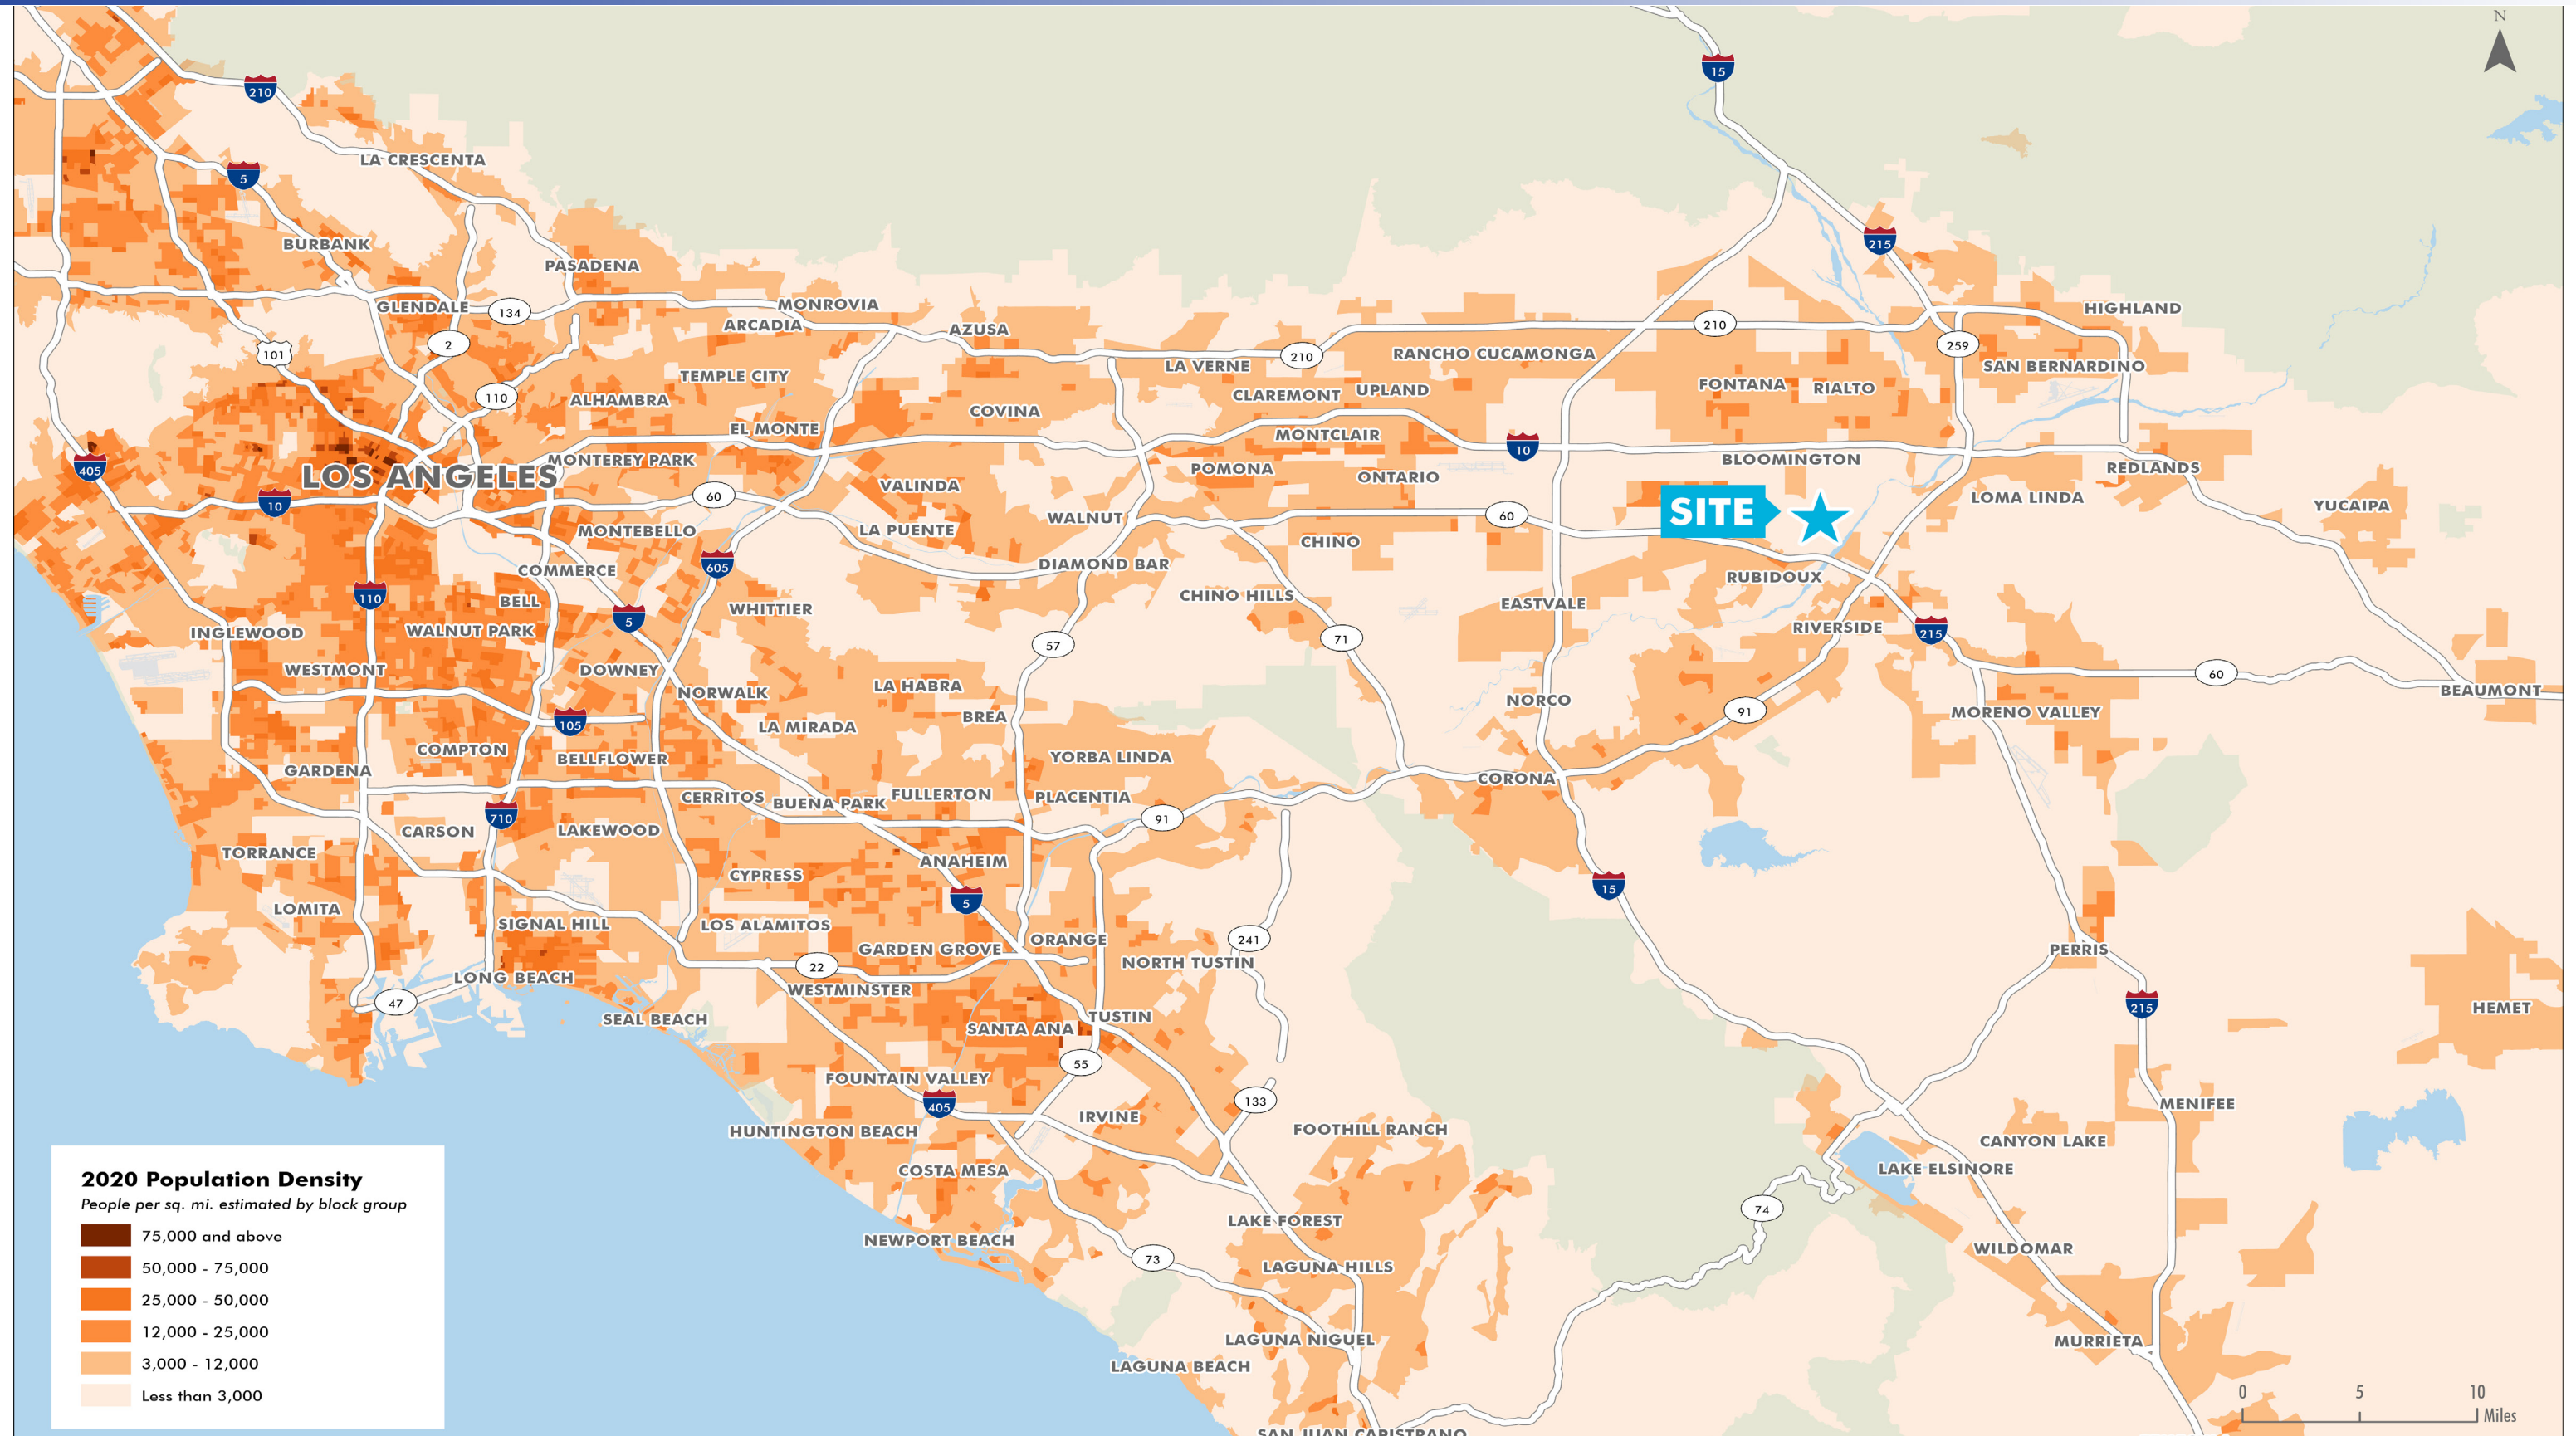 N
15
210
LA CRESCENTA
5
215
BURBANK
PASADENA
MONROVIA
HIGHLAND
GLENDALE
134
ARCADIA
AZUSA
210
2
259
101
210
RANCHO CUCAMONGA
LA VERNE
SAN BERNARDINO
TEMPLE CITY
FONTANA
RIALTO
110
ALHAMBRA
CLAREMONT
UPLAND
COVINA
EL MONTE
MONTCLAIR
10
405
MONTEREY PARK
BLOOMINGTON
LOS ANGELES
POMONA
ONTARIO
REDLANDS
VALINDA
60
LOMA LINDA
10
YUCAIPA
SITE
WALNUT
60
MONTEBELLO
LA PUENTE
CHINO
605
DIAMOND BAR
COMMERCE
RUBIDOUX
110
BELL
WHITTIER
CHINO HILLS
EASTVALE
5
INGLEWOOD
WALNUT PARK
RIVERSIDE
215
57
71
WESTMONT
DOWNEY
60
NORWALK
LA HABRA
BEAUMONT
NORCO
105
LA MIRADA
BREA
91
MORENO VALLEY
COMPTON
BELLFLOWER
YORBA LINDA
GARDENA
CORONA
CERRITOS
BUENA PARK
FULLERTON
PLACENTIA
710
91
CARSON
LAKEWOOD
TORRANCE
ANAHEIM
CYPRESS
15
5
LOMITA
SIGNAL HILL
LOS ALAMITOS
241
GARDEN GROVE
ORANGE
PERRIS
22
NORTH TUSTIN
LONG BEACH
WESTMINSTER
47
215
HEMET
SEAL BEACH
SANTA ANA
TUSTIN
55
FOUNTAIN VALLEY
405
133
MENIFEE
IRVINE
HUNTINGTON BEACH
FOOTHILL RANCH
CANYON LAKE
COSTA MESA
LAKE ELSINORE
2020 Population Density
People per sq. mi. estimated by block group
75,000 and above
50,000 - 75,000
25,000 - 50,000
12,000 - 25,000
3,000 - 12,000
Less than 3,000
74
LAKE FOREST
NEWPORT BEACH
WILDOMAR
73
LAGUNA HILLS
LAGUNA NIGUEL
MURRIETA
LAGUNA BEACH
0 5 10
Miles
SAN JUAN CAPISTRANO